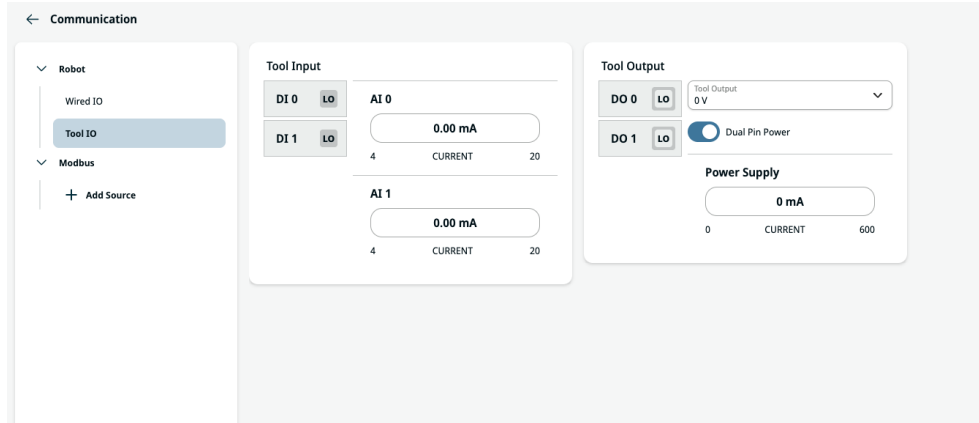 Communication
Robot
Wired IO
Tool IO
Modbus
Add Source
Tool Input
DI 0 LO
DI 1 LO
AI 0
0.00 mA
4 CURRENT 20
AI 1
0.00 mA
4 CURRENT 20
Tool Output
DO 0 LO
DO 1 LO
Tool Output
0 V
Dual Pin Power
Power Supply
0 mA
0 CURRENT 600